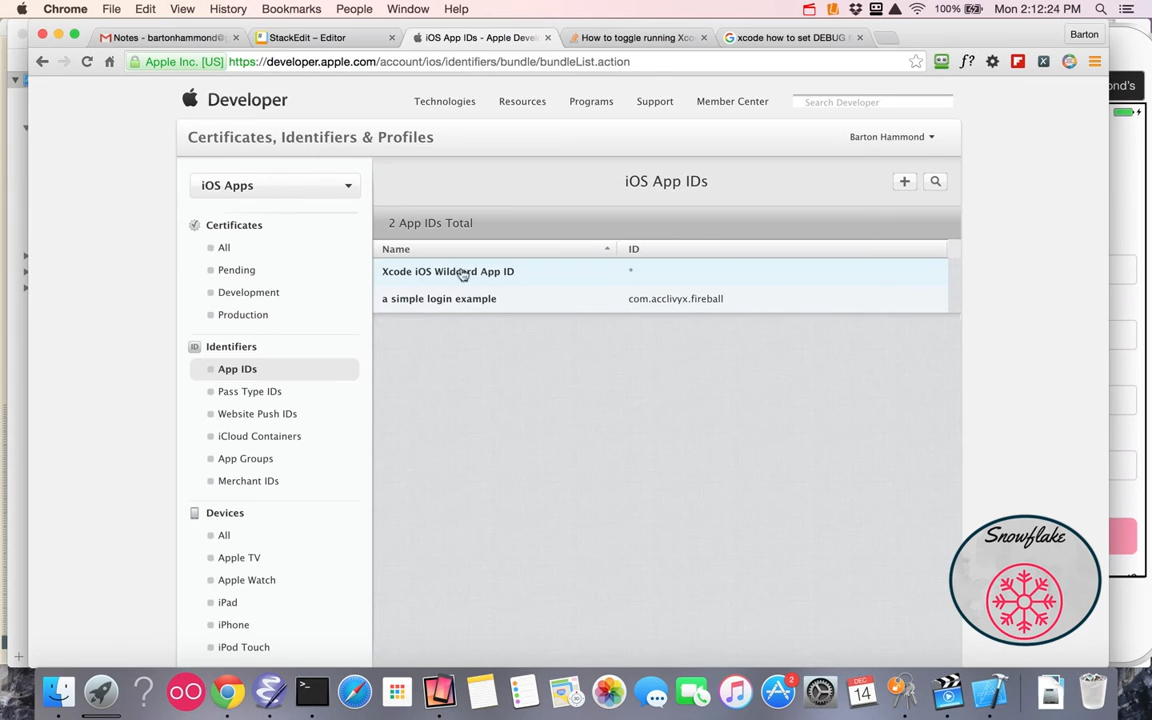 Chrome File Edit View History Bookmarks People Window Help 100% Mon 2:12:24 PM
Notes - bartonhammond@ StackEdit – Editor iOS App IDs - Apple Devel How to toggle running Xco xcode how to set DEBUG Barton
Apple Inc. [US] https://developer.apple.com/account/ios/identifiers/bundle/bundleList.action
nd's
Developer Technologies Resources Programs Support Member Center Search Developer
Certificates, Identifiers & Profiles Barton Hammond
iOS Apps
iOS App IDs
2 App IDs Total
Name ID
Xcode iOS Wildcard App ID *
a simple login example com.acclivyx.fireball
Certificates
All
Pending
Development
Production
ID Identifiers
App IDs
Pass Type IDs
Website Push IDs
iCloud Containers
App Groups
Merchant IDs
Devices
All
Apple TV
Apple Watch
iPad
iPhone
iPod Touch
Snowflake
DEC
14
2